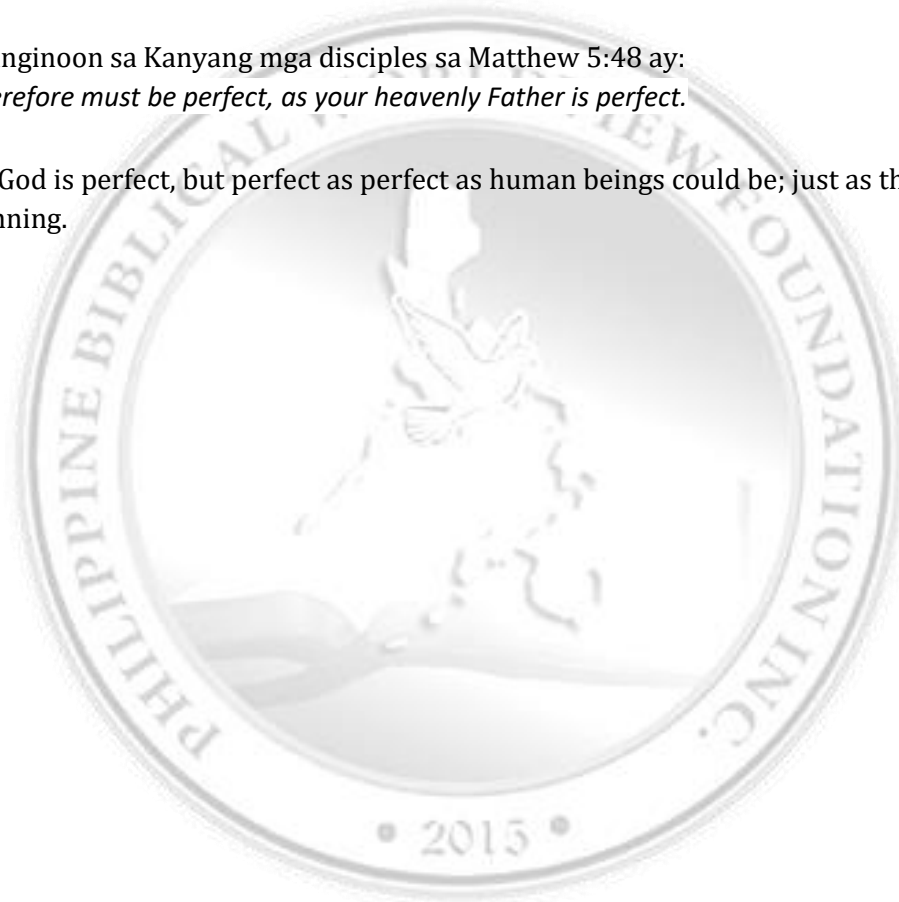 nginoon sa Kanyang mga disciples sa Matthew 5:48 ay:
erefore must be perfect, as your heavenly Father is perfect.
God is perfect, but perfect as perfect as human beings could be; just as th
nning.
PHILIPPINE BIBLICAL WORLDVIEW FOUNDATION INC.
• 2015 •